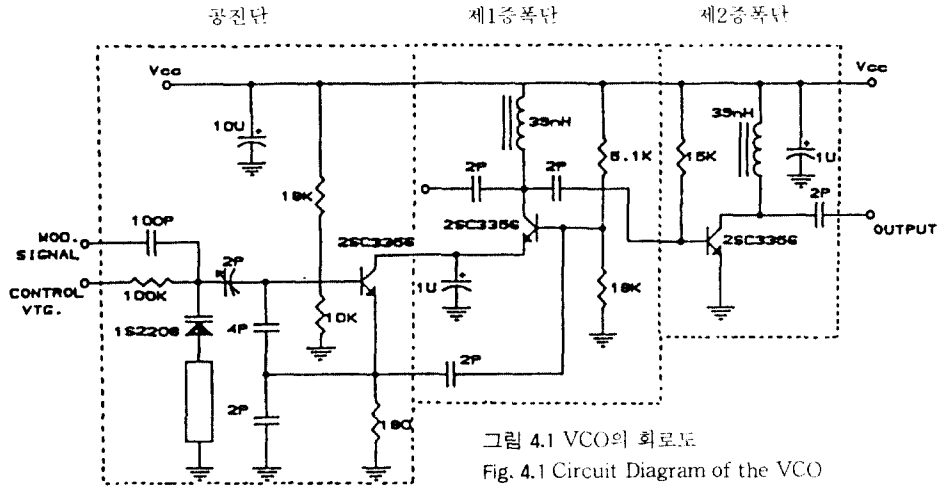 공진단
제1증폭단
제2증폭단
Vcc
Vcc
10U
39nH
39nH
18K
5.1K
15K
1U
2P
2P
2P
100P
MOD.
SIGNAL
2SC3356
2SC3356
OUTPUT
2P
CONTROL
VTG.
100K
1U
18K
1S2208
4P
10K
2P
2P
180
그림 4.1 VCO의 회로도
Fig. 4.1 Circuit Diagram of the VCO